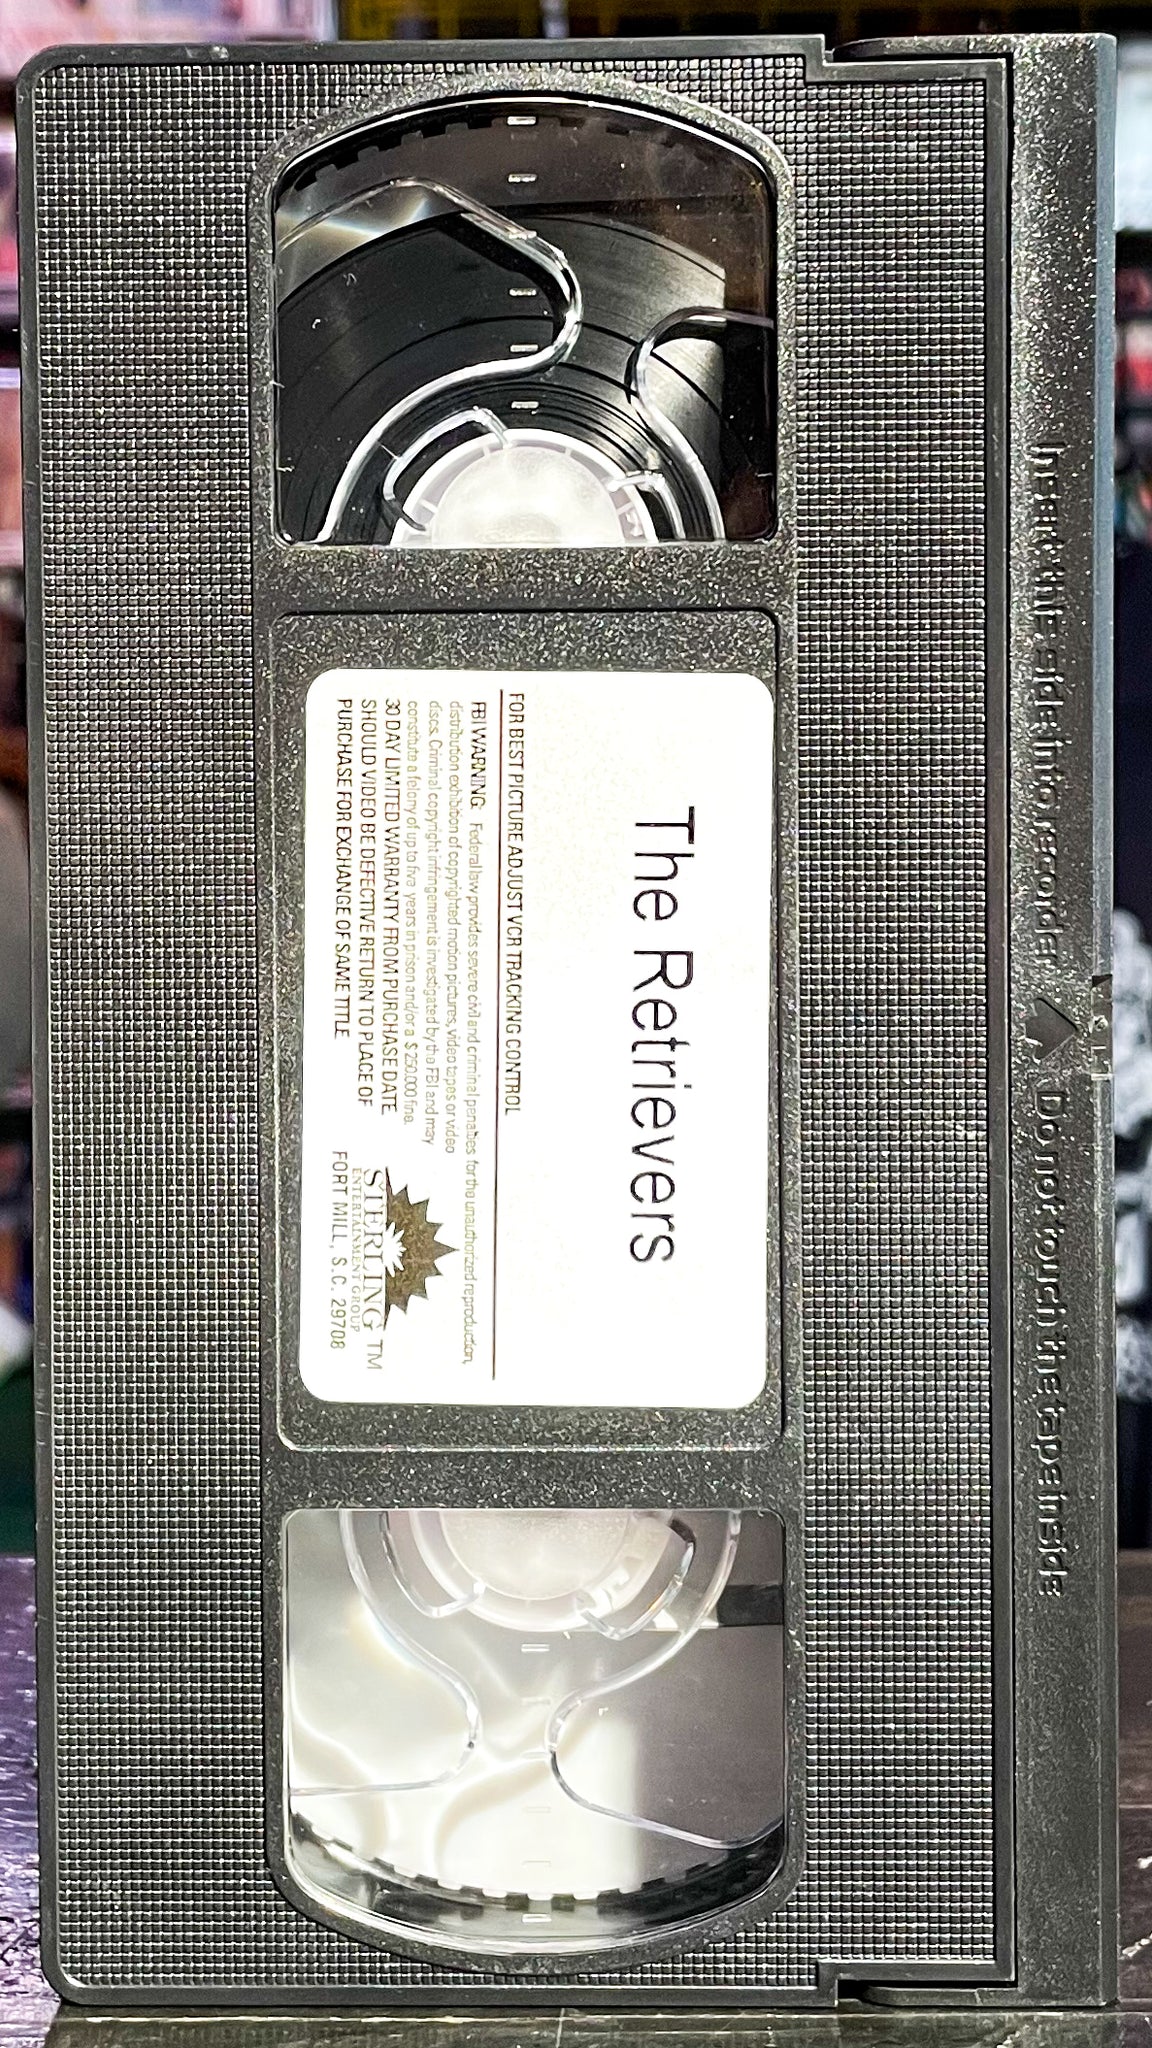 Insert this side into recorder
Do not touch the tape inside
The Retrievers
FOR BEST PICTURE ADJUST VCR TRACKING CONTROL
FBI WARNING: Federal law provides severe civil and criminal penalties for the unauthorized reproduction,
distribution exhibition of copyrighted motion pictures, video tapes or video
discs. Criminal copyright infringement is investigated by the FBI and may
constitute a felony of up to five years in prison and/or a $ 250,000 fine.
30 DAY LIMITED WARRANTY FROM PURCHASE DATE
SHOULD VIDEO BE DEFECTIVE RETURN TO PLACE OF
PURCHASE FOR EXCHANGE OF SAME TITLE
STERLING TM
ENTERTAINMENT GROUP
FORT MILL, S.C. 29708